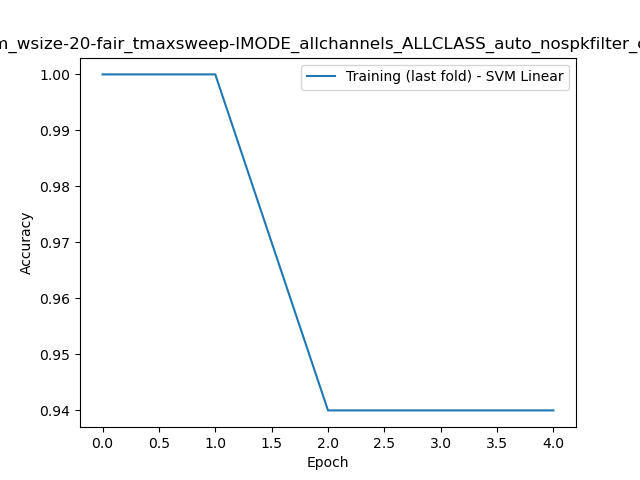 m_wsize-20-fair_tmaxsweep-IMODE_allchannels_ALLCLASS_auto_nospkfilter_
Training (last fold) - SVM Linear
1.00
0.99
0.98
0.97
0.96
0.95
0.94
Accuracy
0.0 0.5 1.0 1.5 2.0 2.5 3.0 3.5 4.0
Epoch